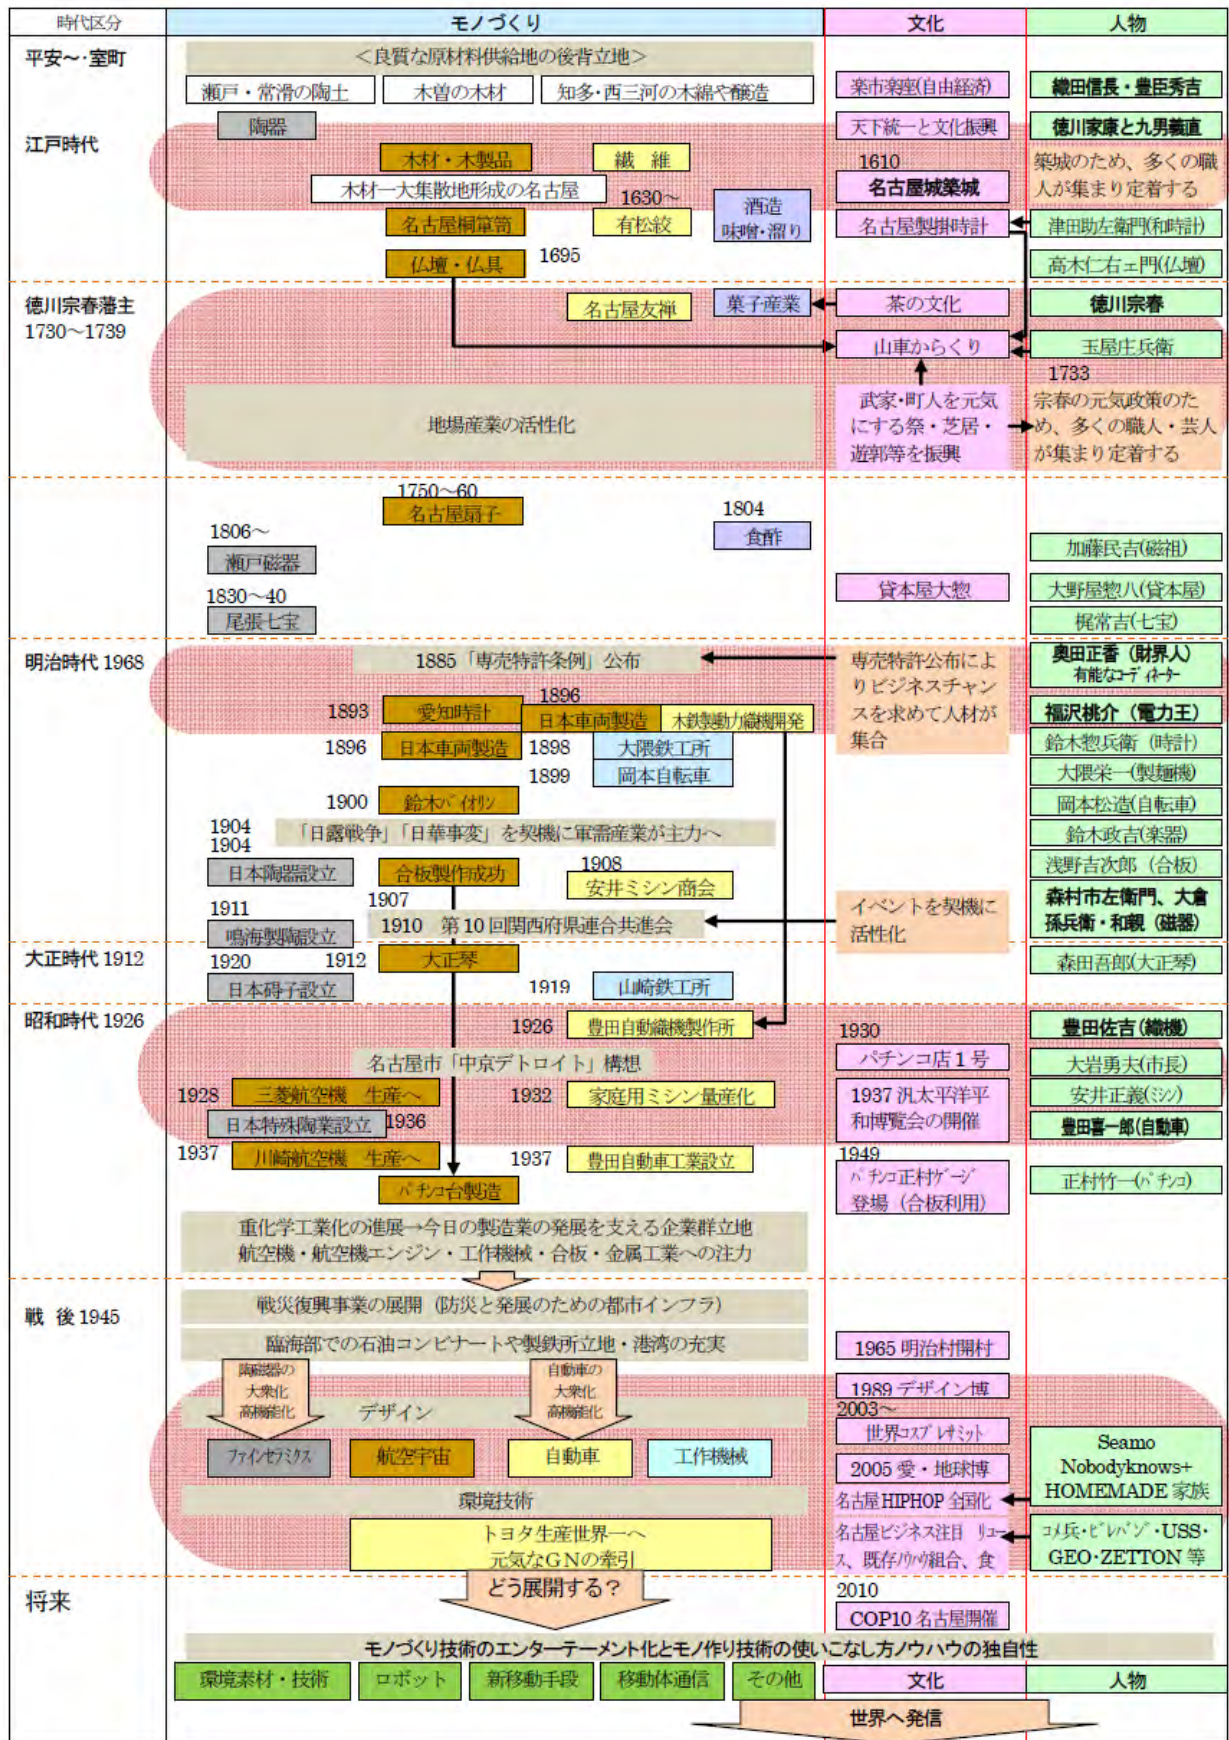 時代区分
モノづくり
文化
人物
平安～・室町
＜良質な原材料供給地の後背立地＞
瀬戸・常滑の陶土
木曽の木材
知多・西三河の木綿や醸造
楽市楽座(自由経済)
織田信長・豊臣秀吉
陶器
天下統一と文化振興
徳川家康と九男義直
江戸時代
木材・木製品
繊 維
1610
名古屋城築城
築城のため、多くの職
人が集まり定着する
木材一大集散地形成の名古屋
1630～
名古屋桐箪笥
有松絞
酒造
味噌・溜り
名古屋製掛時計
津田助左衛門(和時計)
仏壇・仏具
1695
高木仁右ェ門(仏壇)
徳川宗春藩主
1730～1739
名古屋友禅
菓子産業
茶の文化
徳川宗春
山車からくり
玉屋庄兵衛
1733
地場産業の活性化
武家・町人を元気
にする祭・芝居・
遊郭等を振興
宗春の元気政策のた
め、多くの職人・芸人
が集まり定着する
1750～60
名古屋扇子
1804
食酢
1806～
瀬戸磁器
加藤民吉(磁祖)
1830～40
尾張七宝
貸本屋大惣
大野屋惣八(貸本屋)
梶常吉(七宝)
明治時代 1968
1885「専売特許条例」公布
専売特許公布によ
りビジネスチャン
スを求めて人材が
集合
奥田正香（財界人）
有能なコーディネーター
1893
愛知時計
1896
日本車両製造
木鉄製動力織機開発
福沢桃介（電力王）
1896
日本車両製造
1898
大隈鉄工所
鈴木惣兵衛（時計）
1899
岡本自転車
大隈栄一(製麺機)
1900
鈴木バイオリン
岡本松造(自転車)
1904
「日露戦争」「日華事変」を契機に軍需産業が主力へ
鈴木政吉(楽器)
1904
日本陶器設立
合板製作成功
1908
安井ミシン商会
浅野吉次郎（合板）
1907
1911
鳴海製陶設立
1910　第10回関西府県連合共進会
イベントを契機に
活性化
森村市左衛門、大倉
孫兵衛・和親（磁器）
大正時代 1912
1920
日本碍子設立
1912
大正琴
1919
山崎鉄工所
森田吾郎(大正琴)
昭和時代 1926
1926
豊田自動織機製作所
1930
パチンコ店１号
豊田佐吉(織機)
名古屋市「中京デトロイト」構想
大岩勇夫(市長)
1928
三菱航空機　生産へ
1932
家庭用ミシン量産化
1937 汎太平洋平
和博覧会の開催
安井正義(ミシン)
日本特殊陶業設立
1936
豊田喜一郎(自動車)
1937
川崎航空機　生産へ
1937
豊田自動車工業設立
1949
パチンコ正村ゲージ
登場（合板利用）
正村竹一(パチンコ)
パチンコ台製造
重化学工業化の進展→今日の製造業の発展を支える企業群立地
航空機・航空機エンジン・工作機械・合板・金属工業への注力
戦 後 1945
戦災復興事業の展開（防災と発展のための都市インフラ）
臨海部での石油コンビナートや製鉄所立地・港湾の充実
1965 明治村開村
陶磁器の
大衆化
高機能化
自動車の
大衆化
高機能化
デザイン
1989 デザイン博
2003～
世界コスプレサミット
ファインセラミクス
航空宇宙
自動車
工作機械
2005 愛・地球博
Seamo
Nobodyknows+
HOMEMADE 家族
環境技術
名古屋 HIPHOP 全国化
トヨタ生産世界一へ
元気なＧＮの牽引
名古屋ビジネス注目　リユー
ス、既存ノウハウ組合、食
コメ兵・ビレバン・USS・
GEO・ZETTON 等
将来
どう展開する？
2010
COP10 名古屋開催
モノづくり技術のエンターテーメント化とモノ作り技術の使いこなし方ノウハウの独自性
環境素材・技術
ロボット
新移動手段
移動体通信
その他
文化
人物
世界へ発信